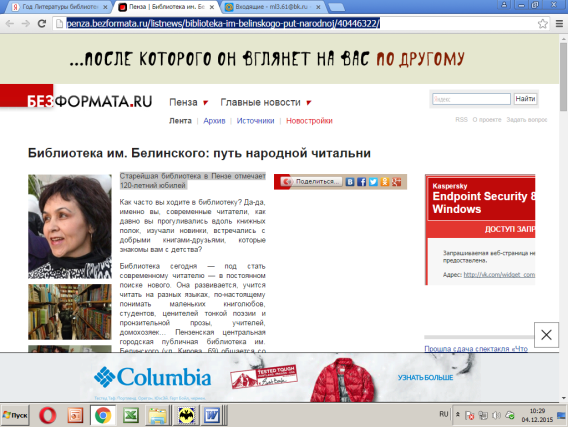 Год Литературы библиот
Пенза | Библиотека им. Б
Входящие - ml3.61@bk.ru
penza.bezformata.ru/listnews/biblioteka-im-belinskogo-put-narodnoj/40446322/
...ПОСЛЕ КОТОРОГО ОН ВГЛЯНЕТ НА ВАС ПО ДРУГОМУ
БЕЗФОРМАТА.RU
Пенза Главные новости
Найти
Лента Архив Источники Новостройки
RSS О проекте Задать вопрос
Библиотека им. Белинского: путь народной читальни
Старейшая библиотека в Пензе отмечает
120-летний юбилей
Как часто вы ходите в библиотеку? Да-да,
именно вы, современные читатели, как
давно вы прогуливались вдоль книжных
полок, изучали новинки, встречались с
добрыми книгами-друзьями, которые
знакомы вам с детства?
Библиотека сегодня — под стать
современному читателю — в постоянном
поиске нового. Она развивается, учится
читать на разных языках, по-настоящему
понимать маленьких книголюбов,
студентов, ценителей тонкой поэзии и
пронзительной прозы, учителей,
домохозяек... Пензенская центральная
городская публичная библиотека им.
Белинского (ул. Кирова, 69) общается со
Поделиться...
Kaspersky
Endpoint Security 8
Windows
ДОСТУП ЗАПР
Запрашиваемая веб-страница не
предоставлена.
Адрес: http://vk.com/widget_com
Прошла сдача спектакля «Что
Columbia
TESTED TOUGH
УЗНАТЬ БОЛЬШЕ
Пуск
RU
10:29
04.12.2015